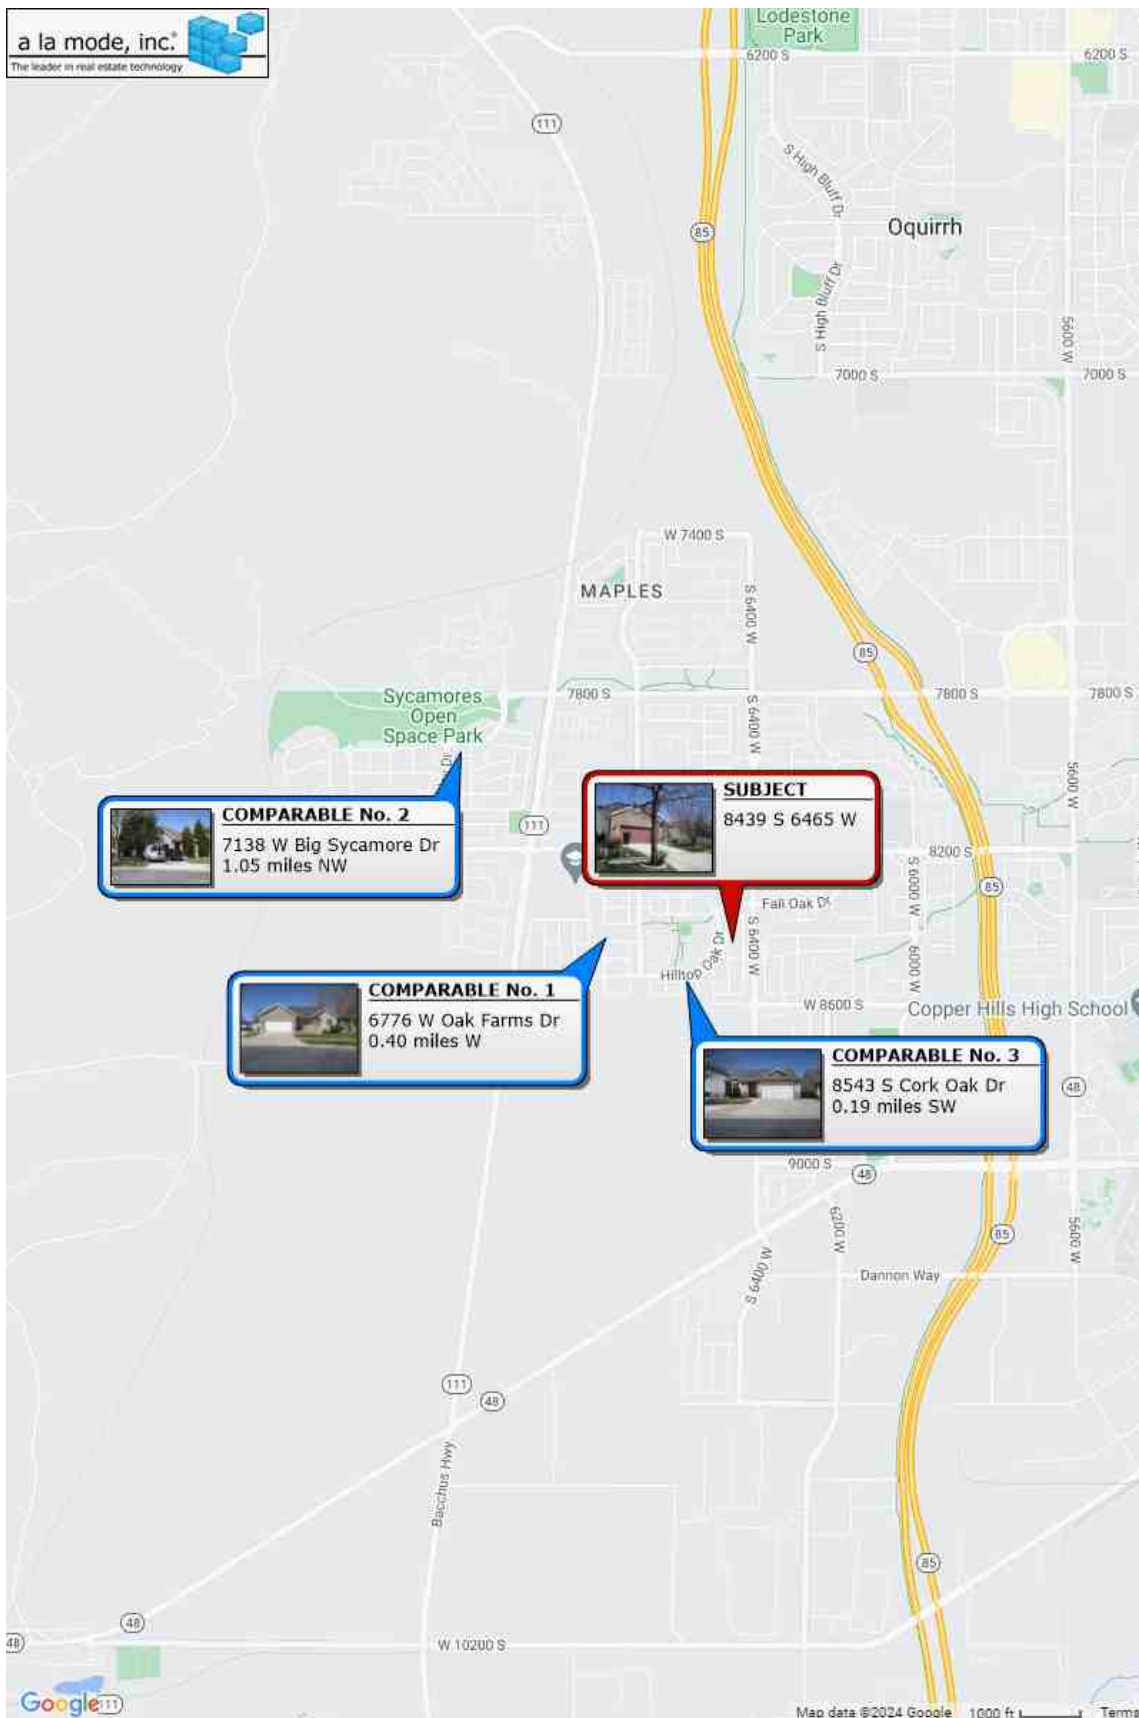 a la mode, inc.®
The leader in real estate technology
Lodestone
Park
6200 S
6200 S
111
S High Bluff Dr
85
Oquirrh
S High Bluff Dr
5600 W
7000 S
7000 S
W 7400 S
MAPLES
S 6400 W
85
Sycamores
Open
Space Park
7800 S
7800 S
7800 S
S 6400 W
5600 W
COMPARABLE No. 2
7138 W Big Sycamore Dr
1.05 miles NW
111
SUBJECT
8439 S 6465 W
8200 S
S 6000 W
85
Fall Oak Dr
S 6400 W
6000 W
Hilltop Oak Dr
COMPARABLE No. 1
6776 W Oak Farms Dr
0.40 miles W
W 8600 S
Copper Hills High School
COMPARABLE No. 3
8543 S Cork Oak Dr
0.19 miles SW
48
9000 S
48
6200 W
5600 W
85
S 6400 W
Dannon Way
111
48
Bacchus Hwy
85
48
48
W 10200 S
Google
111
Map data ©2024 Google
1000 ft
Terms